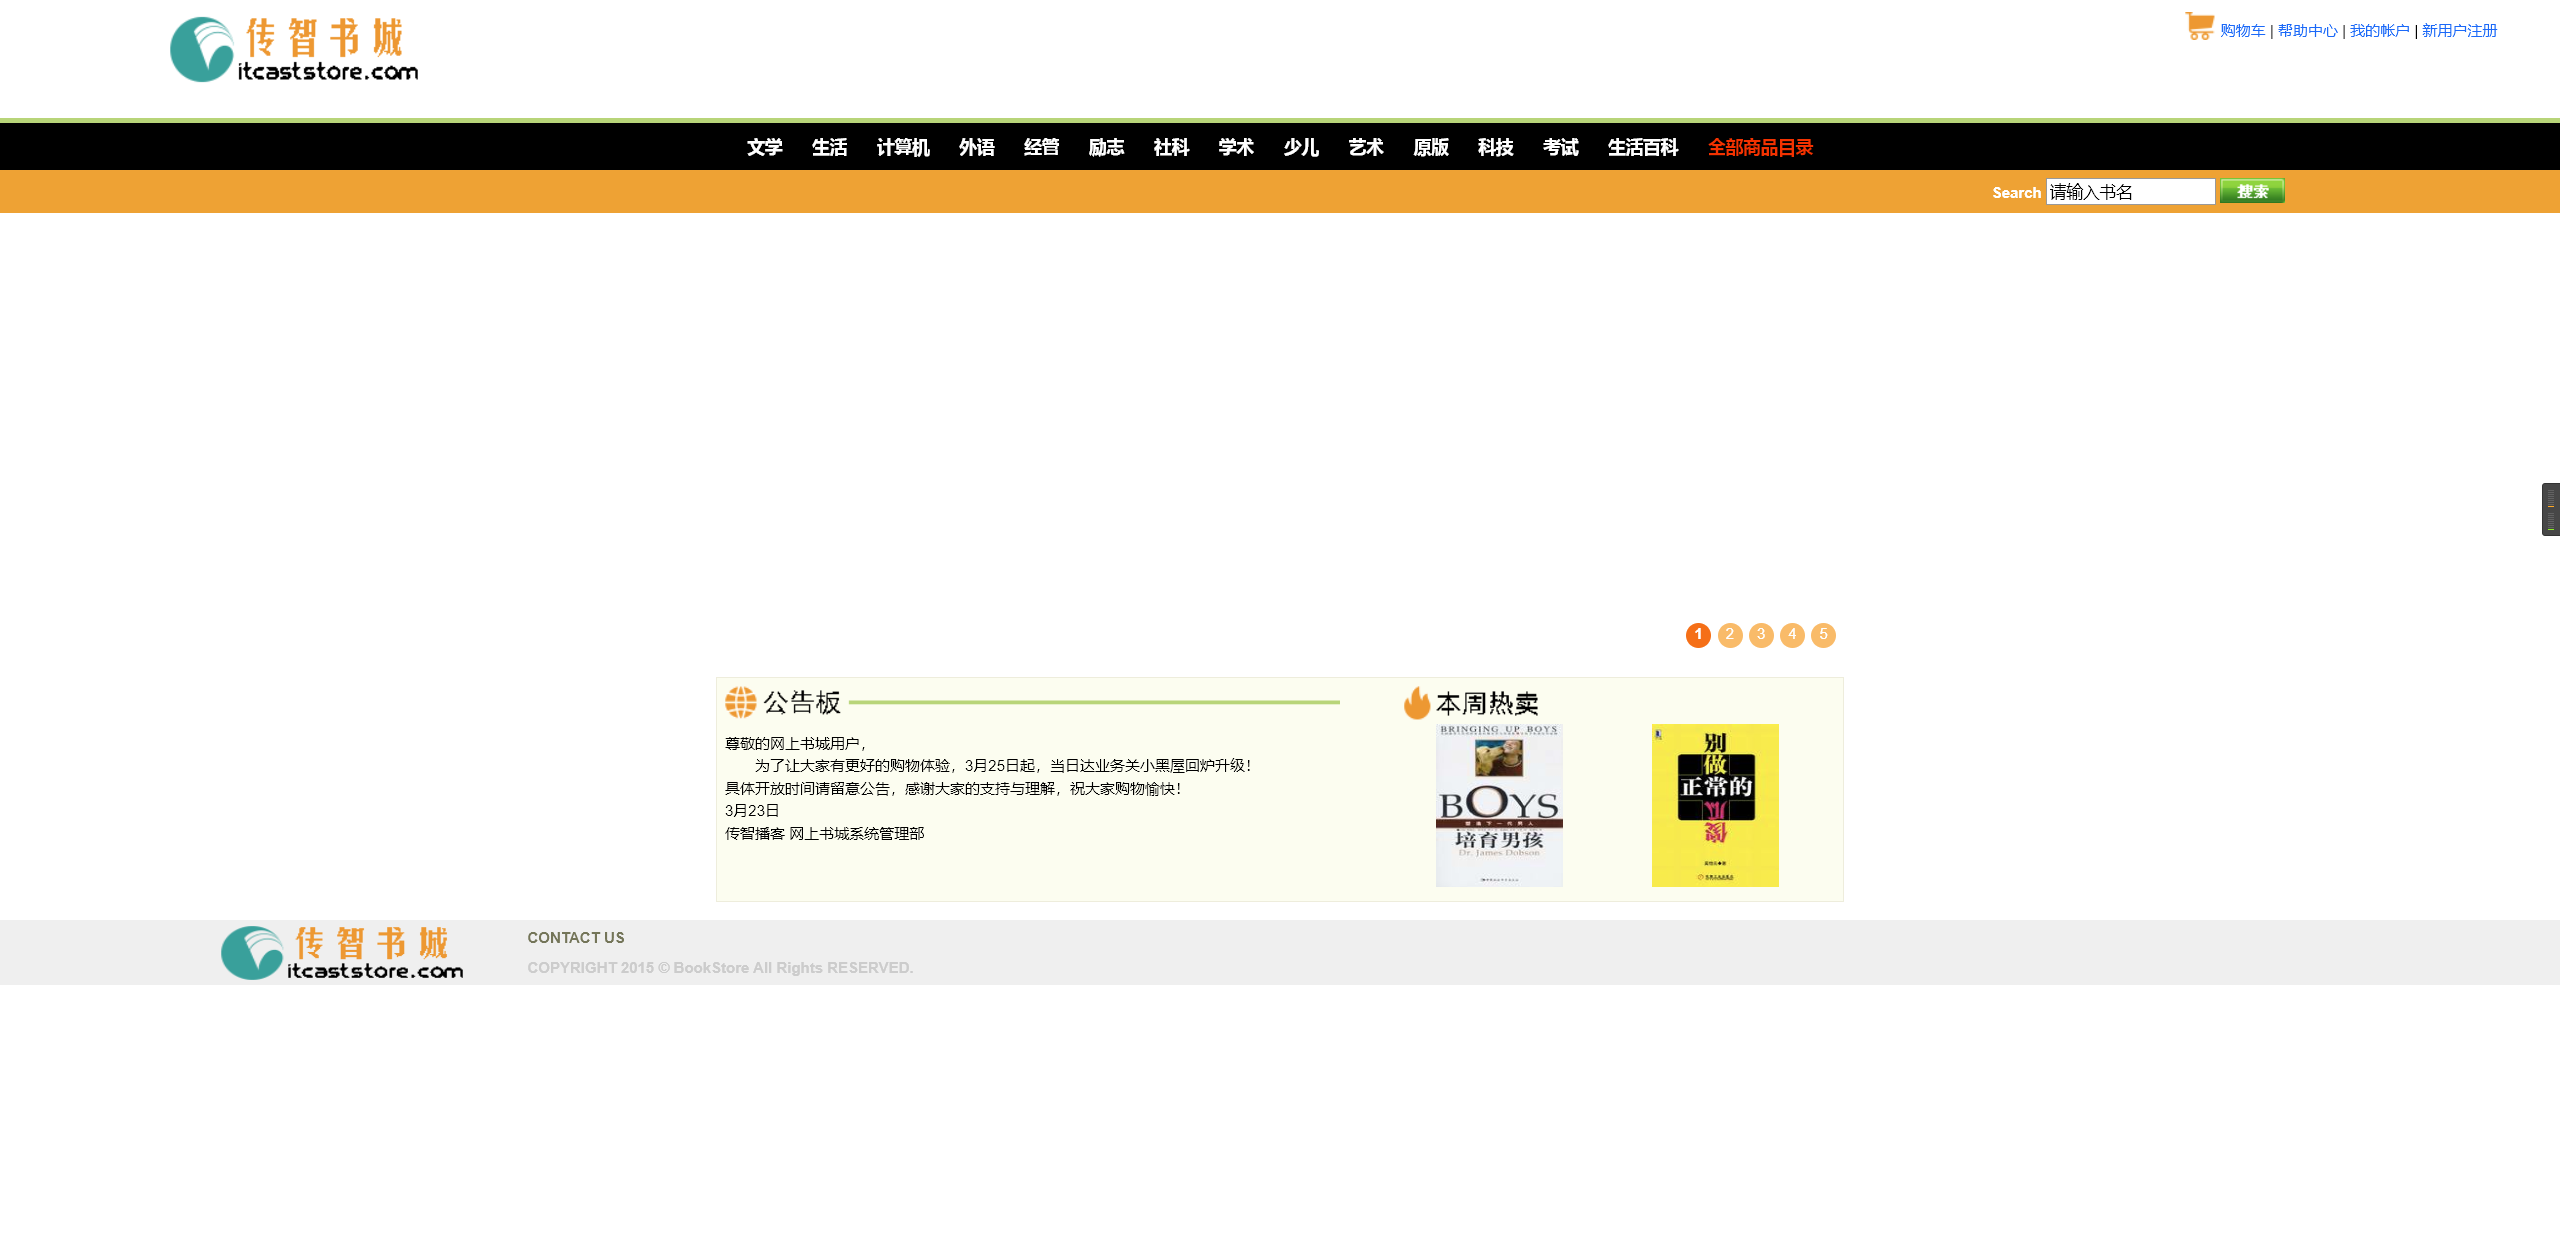 传智书城
itcaststore.com
购物车 | 帮助中心 | 我的帐户 | 新用户注册
文学 生活 计算机 外语 经管 励志 社科 学术 少儿 艺术 原版 科技 考试 生活百科 全部商品目录
Search 请输入书名 搜索
1 2 3 4 5
公告板
尊敬的网上书城用户，
为了让大家有更好的购物体验，3月25日起，当日达业务关小黑屋回炉升级！
具体开放时间请留意公告，感谢大家的支持与理解，祝大家购物愉快！
3月23日
传智播客 网上书城系统管理部
本周热卖
BRINGING UP BOYS
BOYS
培育男孩
Dr. James Dobson
别
做
正常的
傻瓜
传智书城
itcaststore.com
CONTACT US
COPYRIGHT 2015 © BookStore All Rights RESERVED.